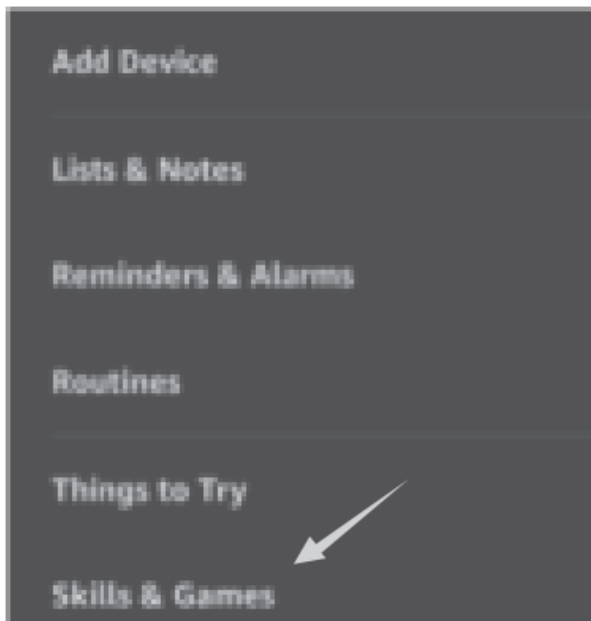 Add Device
Lists & Notes
Reminders & Alarms
Routines
Things to Try
Skills & Games